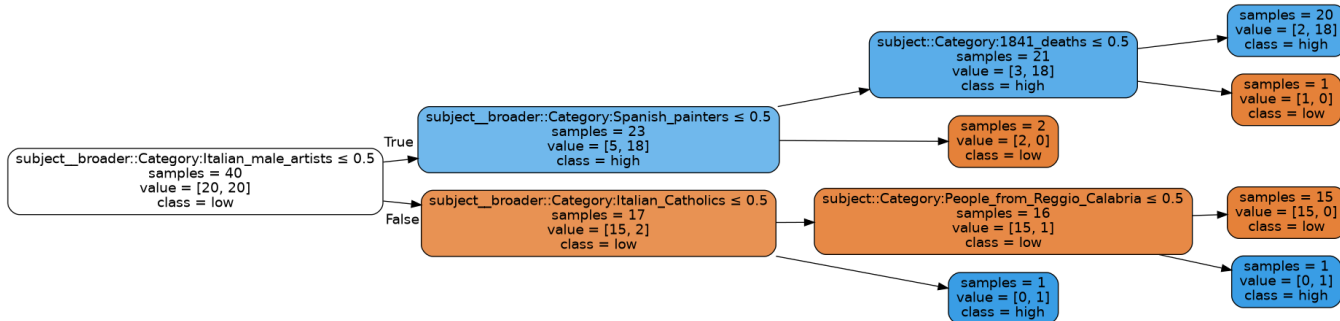 subject__broader::Category:Italian_male_artists ≤ 0.5
samples = 40
value = [20, 20]
class = low
True
False
subject__broader::Category:Spanish_painters ≤ 0.5
samples = 23
value = [5, 18]
class = high
subject__broader::Category:Italian_Catholics ≤ 0.5
samples = 17
value = [15, 2]
class = low
subject::Category:1841_deaths ≤ 0.5
samples = 21
value = [3, 18]
class = high
samples = 2
value = [2, 0]
class = low
subject::Category:People_from_Reggio_Calabria ≤ 0.5
samples = 16
value = [15, 1]
class = low
samples = 1
value = [0, 1]
class = high
samples = 20
value = [2, 18]
class = high
samples = 1
value = [1, 0]
class = low
samples = 15
value = [15, 0]
class = low
samples = 1
value = [0, 1]
class = high